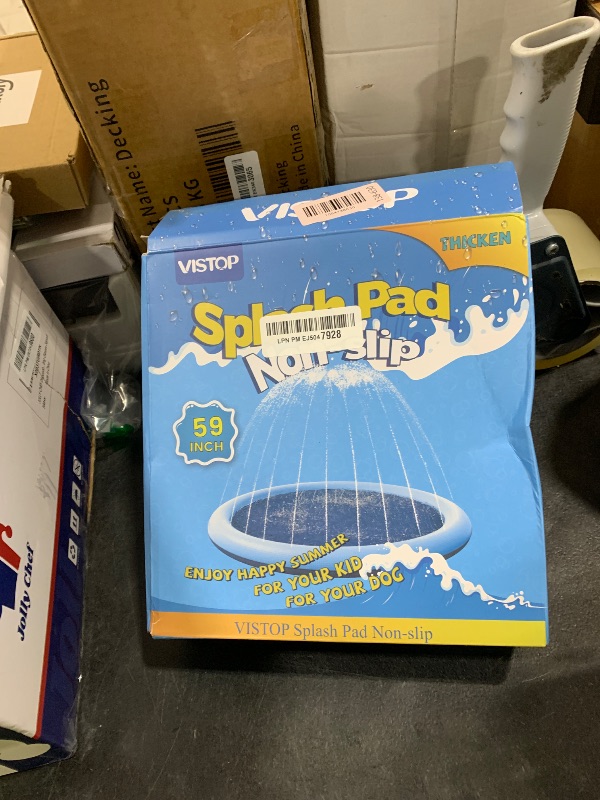 Name: Decking
KG
Made in China
VISTOP
THICKEN
VISTOP
Splash Pad
LPN PM EJ5047928
Non-slip
59
INCH
ENJOY HAPPY SUMMER
FOR YOUR KID
FOR YOUR DOG
VISTOP Splash Pad Non-slip
Jolly Chef